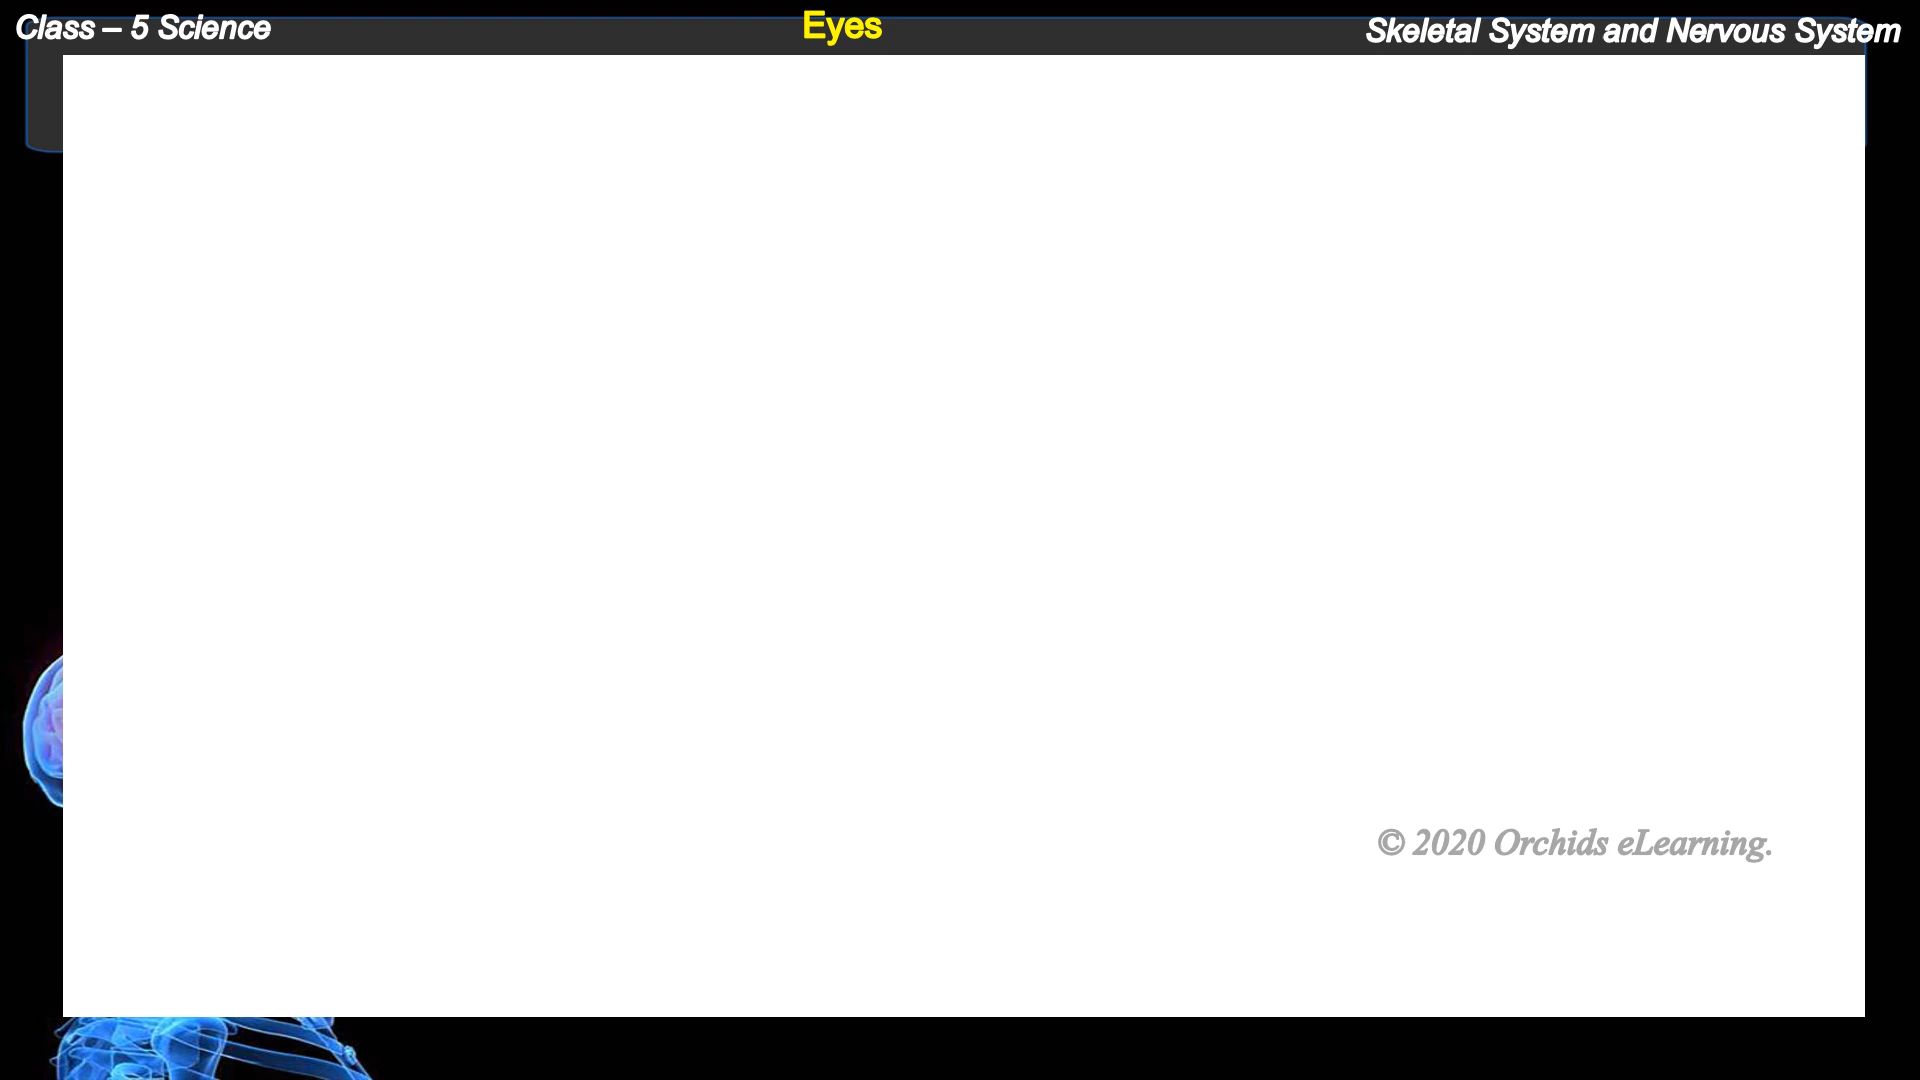 Class – 5 Science
Eyes
Skeletal System and Nervous System
© 2020 Orchids eLearning.